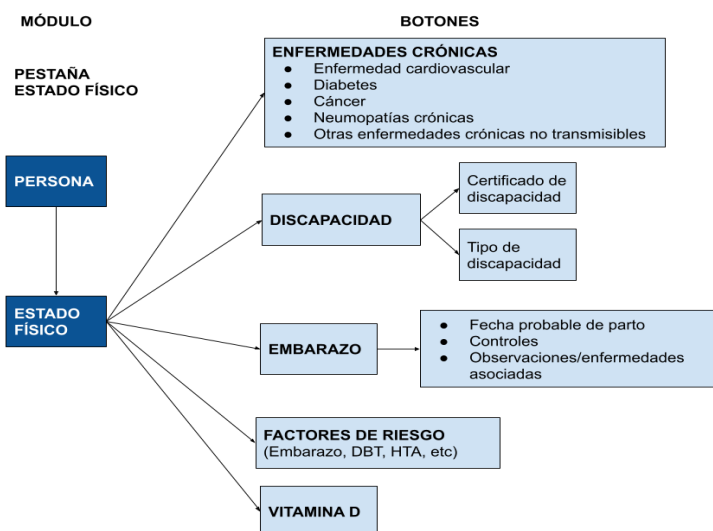 MÓDULO
BOTONES
PESTAÑA
ESTADO FÍSICO
PERSONA
ESTADO
FÍSICO
ENFERMEDADES CRÓNICAS
● Enfermedad cardiovascular
● Diabetes
● Cáncer
● Neumopatías crónicas
● Otras enfermedades crónicas no transmisibles
DISCAPACIDAD
Certificado de
discapacidad
Tipo de
discapacidad
EMBARAZO
● Fecha probable de parto
● Controles
● Observaciones/enfermedades
asociadas
FACTORES DE RIESGO
(Embarazo, DBT, HTA, etc)
VITAMINA D